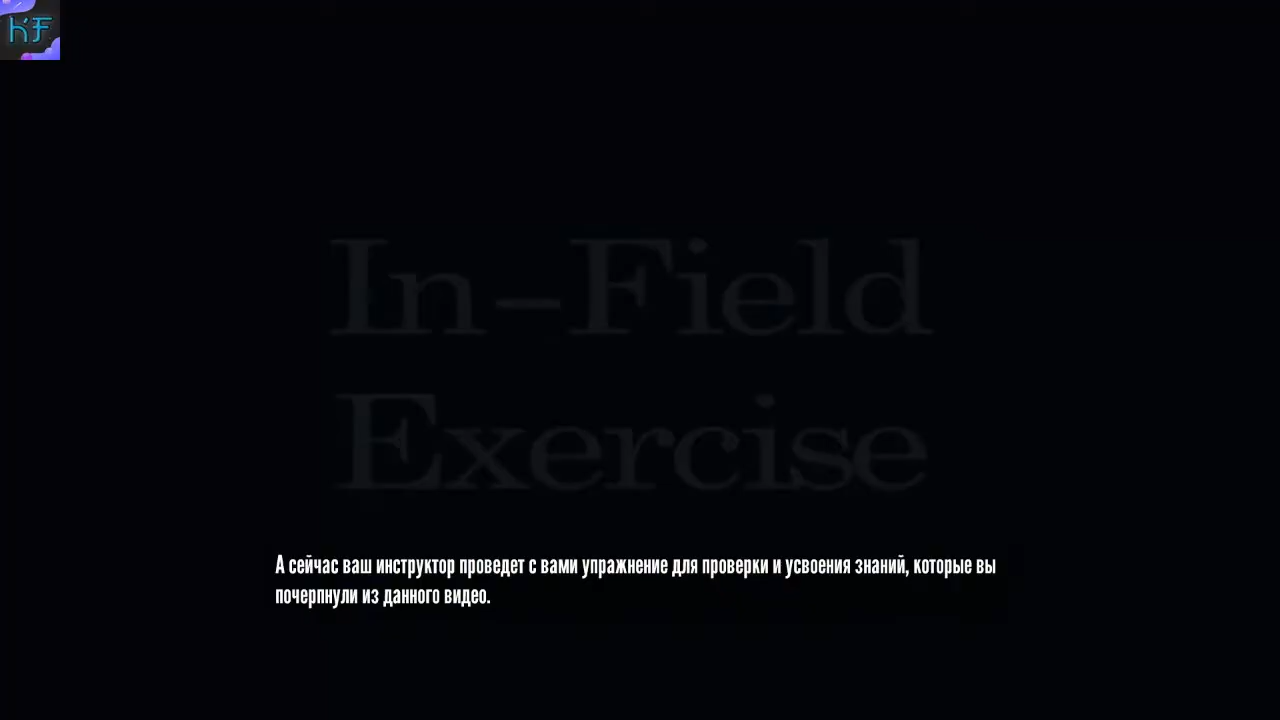 KF
In-Field
Exercise
А сейчас ваш инструктор проведет с вами упражнение для проверки и усвоения знаний, которые вы
почерпнули из данного видео.